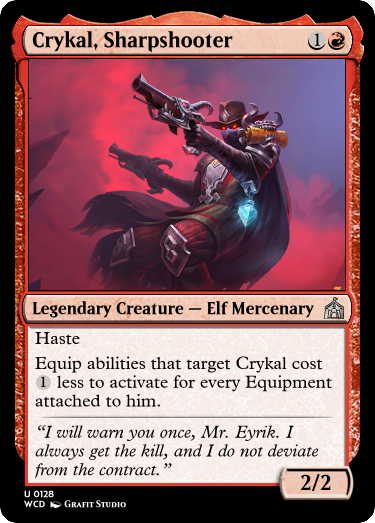 Crykal, Sharpshooter 1
Legendary Creature — Elf Mercenary
Haste
Equip abilities that target Crykal cost
1 less to activate for every Equipment
attached to him.
“I will warn you once, Mr. Eyrik. I
always get the kill, and I do not deviate
from the contract.”
2/2
U 0128
WCD GRAFIT STUDIO